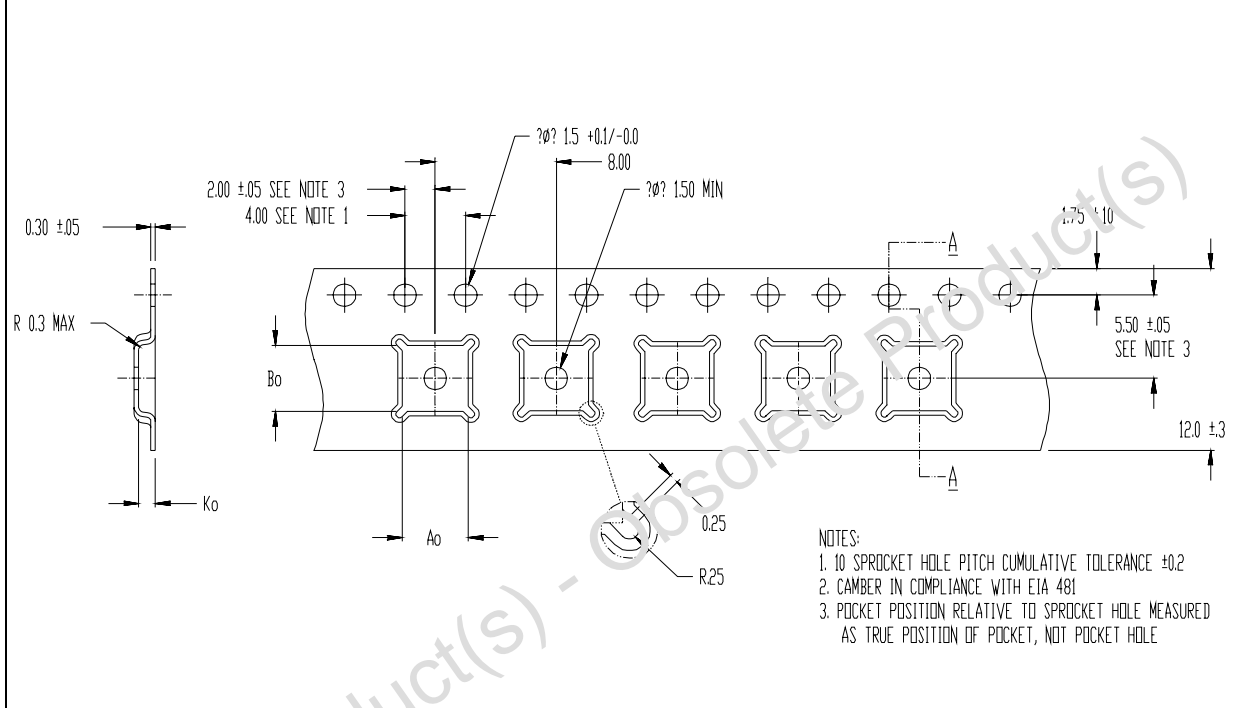 ?ø? 1.5 +0.1/-0.0
8.00
2.00 ±.05 SEE NOTE 3
?ø? 1.50 MIN
4.00 SEE NOTE 1
0.30 ±.05
1.75 ±.10
A
R 0.3 MAX
5.50 ±.05
SEE NOTE 3
Bo
12.0 ±.3
A
Ko
0.25
Ao
R.25
NOTES:
1. 10 SPROCKET HOLE PITCH CUMULATIVE TOLERANCE ±0.2
2. CAMBER IN COMPLIANCE WITH EIA 481
3. POCKET POSITION RELATIVE TO SPROCKET HOLE MEASURED
AS TRUE POSITION OF POCKET, NOT POCKET HOLE
duct(s) - Obsolete Product(s)